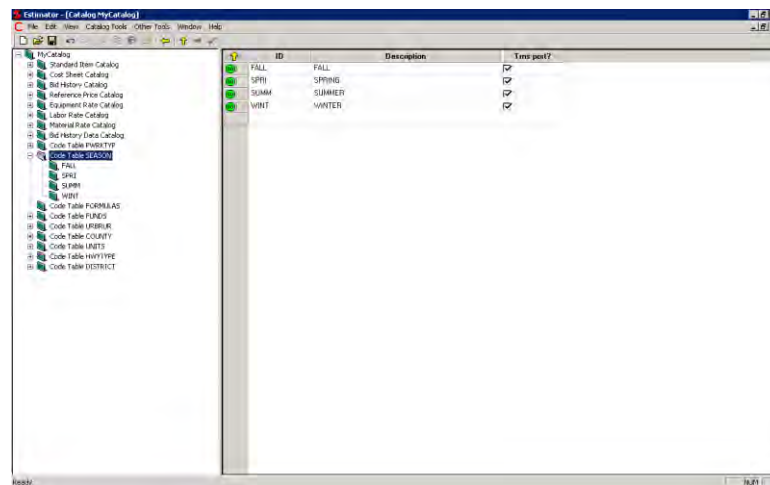 Estimator - [Catalog MyCatalog]
File Edit View Catalog Tools Other Tools Window Help
MyCatalog
Standard Item Catalog
Cost Sheet Catalog
Bid History Catalog
Reference Price Catalog
Equipment Rate Catalog
Labor Rate Catalog
Material Rate Catalog
Bid History Data Catalog
Code Table PWRKTYP
Code Table SEASON
FALL
SPRI
SUMM
WINT
Code Table FORMULAS
Code Table FUNDS
Code Table URBRUR
Code Table COUNTY
Code Table UNITS
Code Table HWYTYPE
Code Table DISTRICT
ID Description Trns port?
FALL FALL
SPRI SPRING
SUMM SUMMER
WINT WINTER
Ready NUM